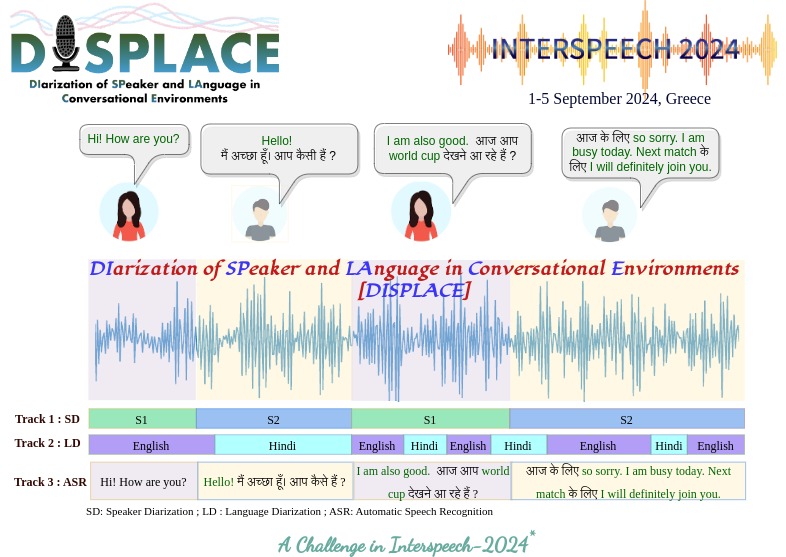 DISPLACE
DIarization of SPeaker and LAnguage in
Conversational Environments
INTERSPEECH 2024
1-5 September 2024, Greece
Hi! How are you?
Hello!
मैं अच्छा हूँ। आप कैसी हैं ?
I am also good. आज आप
world cup देखने आ रहे हैं ?
आज के लिए so sorry. I am
busy today. Next match के
लिए I will definitely join you.
DIarization of SPeaker and LAnguage in Conversational Environments
[DISPLACE]
Track 1 : SD
S1 S2 S1 S2
Track 2 : LD
English Hindi English Hindi English Hindi English Hindi English
Track 3 : ASR
Hi! How are you?
Hello! मैं अच्छा हूँ। आप कैसे हैं ?
I am also good. आज आप world
cup देखने आ रहे हैं ?
आज के लिए so sorry. I am busy today. Next
match के लिए I will definitely join you.
SD: Speaker Diarization ; LD : Language Diarization ; ASR: Automatic Speech Recognition
A Challenge in Interspeech-2024*